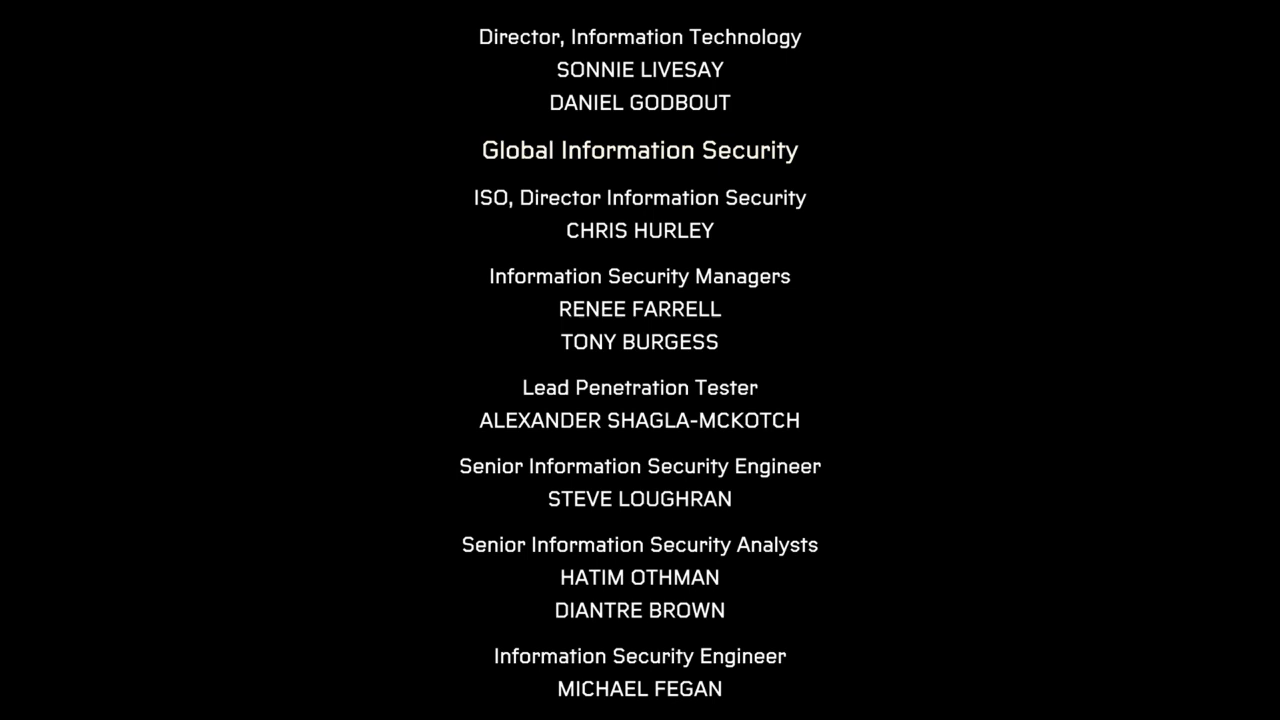 Director, Information Technology
SONNIE LIVESAY
DANIEL GODBOUT
Global Information Security
ISO, Director Information Security
CHRIS HURLEY
Information Security Managers
RENEE FARRELL
TONY BURGESS
Lead Penetration Tester
ALEXANDER SHAGLA-MCKOTCH
Senior Information Security Engineer
STEVE LOUGHRAN
Senior Information Security Analysts
HATIM OTHMAN
DIANTRE BROWN
Information Security Engineer
MICHAEL FEGAN